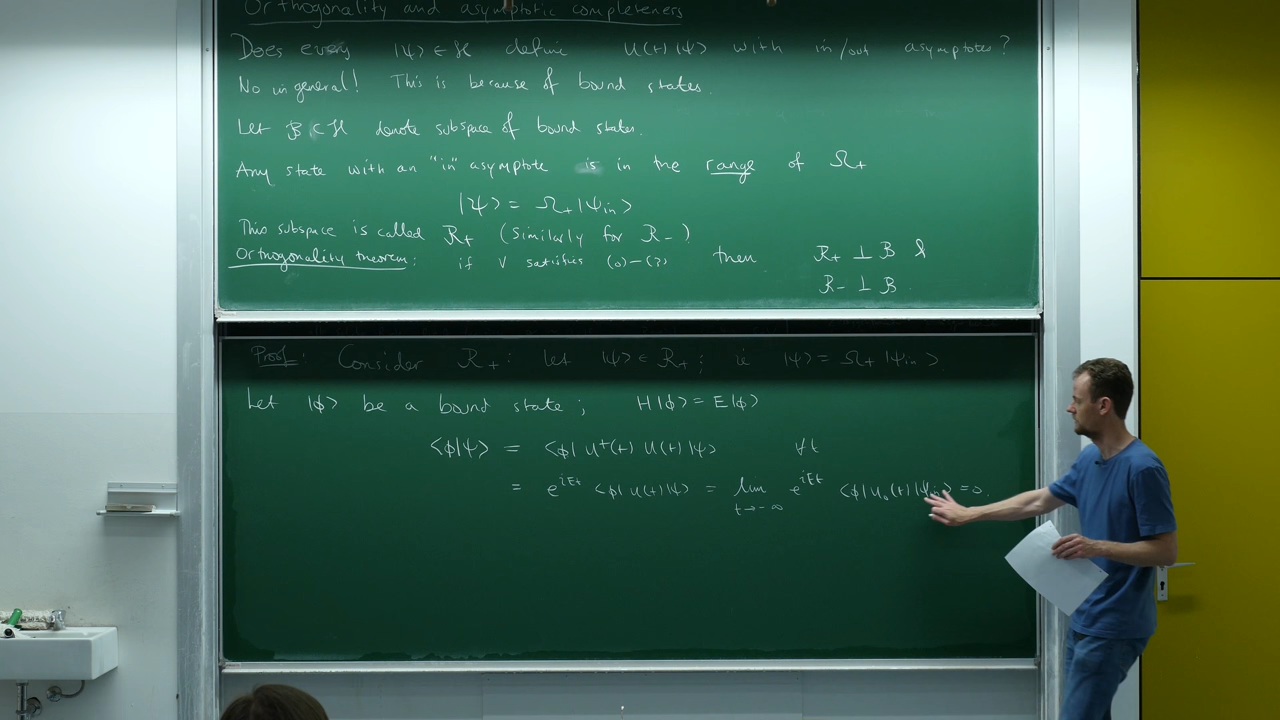 Orthogonality and asymptotic completeness
Does every |ψ> ∈ ℋ define U(t)|ψ> with in/out asymptotes?
No in general! This is because of bound states.
Let ℬ ⊂ ℋ denote subspace of bound states.
Any state with an "in" asymptote is in the range of Ω₊
|ψ> = Ω₊|ψin>
This subspace is called ℛ₊ (similarly for ℛ₋)
Orthogonality theorem: if V satisfies (0)-(3) then ℛ₊ ⊥ ℬ &
ℛ₋ ⊥ ℬ.
Proof: Consider ℛ₊: let |ψ> ∈ ℛ₊; ie |ψ> = Ω₊|ψin>
Let |ϕ> be a bound state; H|ϕ> = E|ϕ>
<ϕ|ψ> = <ϕ|U†(t) U(t)|ψ> ∀t
= e^{iEt} <ϕ|U(t)|ψ> = lim_{t→-∞} e^{iEt} <ϕ|U₀(t)|ψin> = 0.